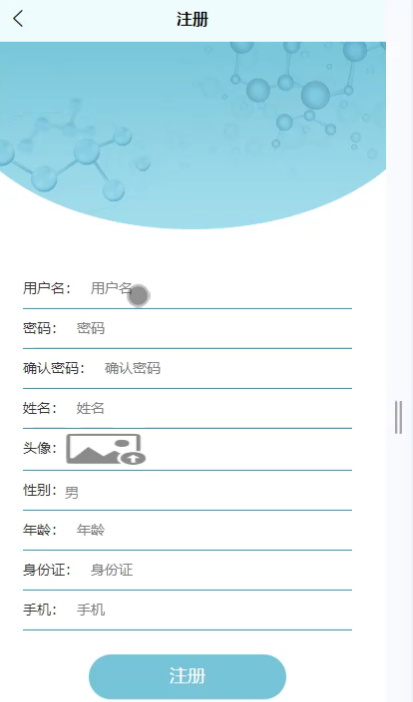 注册
用户名： 用户名
密码： 密码
确认密码： 确认密码
姓名： 姓名
头像：
性别： 男
年龄： 年龄
身份证： 身份证
手机： 手机
注册